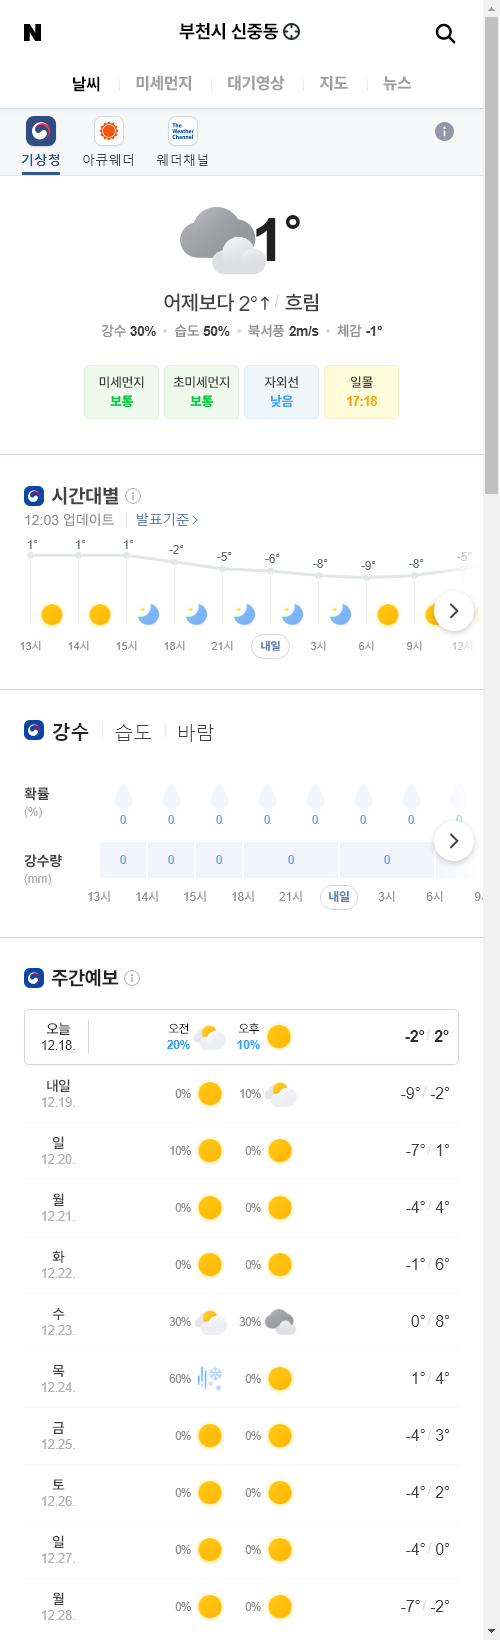 N 부천시 신중동
날씨 미세먼지 대기영상 지도 뉴스
The Weather Channel
기상청 아큐웨더 웨더채널
1°
어제보다 2°↑ / 흐림
강수 30% • 습도 50% • 북서풍 2m/s • 체감 -1°
미세먼지 초미세먼지 자외선 일몰
보통 보통 낮음 17:18
시간대별
12:03 업데이트 발표기준 >
1° 1° 1° -2° -5° -6° -8° -9° -8° -5°
13시 14시 15시 18시 21시 내일 3시 6시 9시 12시
강수 습도 바람
확률
(%)
0 0 0 0 0 0 0 0
강수량
(mm)
0 0 0 0 0
13시 14시 15시 18시 21시 내일 3시 6시
주간예보
오늘 오전 오후
12.18. 20% 10% -2° / 2°
내일
12.19. 0% 10% -9° / -2°
일
12.20. 10% 0% -7° / 1°
월
12.21. 0% 0% -4° / 4°
화
12.22. 0% 0% -1° / 6°
수
12.23. 30% 30% 0° / 8°
목
12.24. 60% 0% 1° / 4°
금
12.25. 0% 0% -4° / 3°
토
12.26. 0% 0% -4° / 2°
일
12.27. 0% 0% -4° / 0°
월
12.28. 0% 0% -7° / -2°